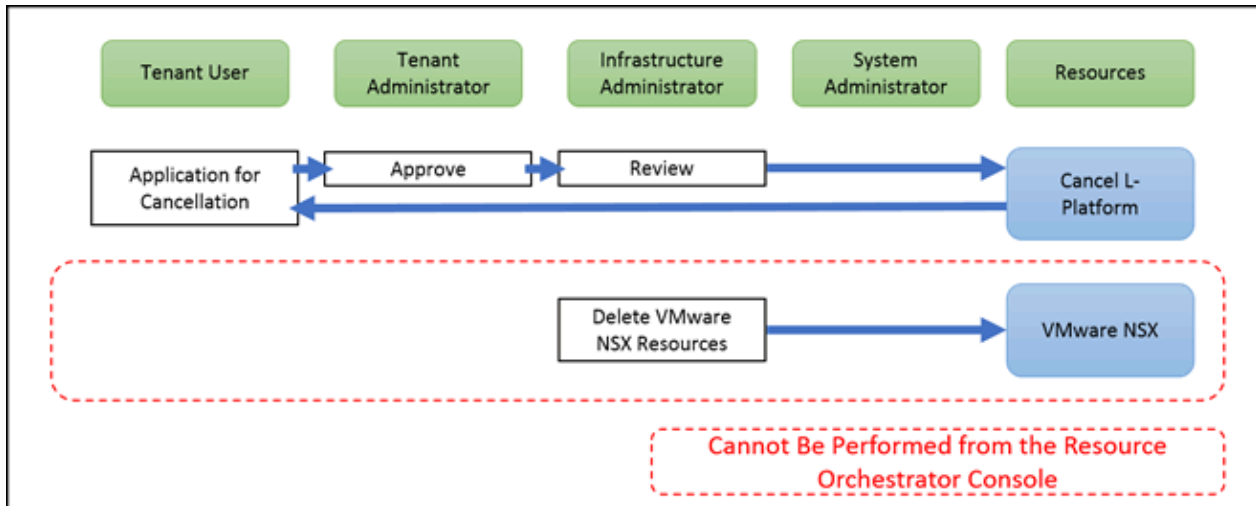 Tenant User
Tenant
Administrator
Infrastructure
Administrator
System
Administrator
Resources
Application for
Cancellation
Approve
Review
Cancel L-
Platform
Delete VMware
NSX Resources
VMware NSX
Cannot Be Performed from the Resource
Orchestrator Console